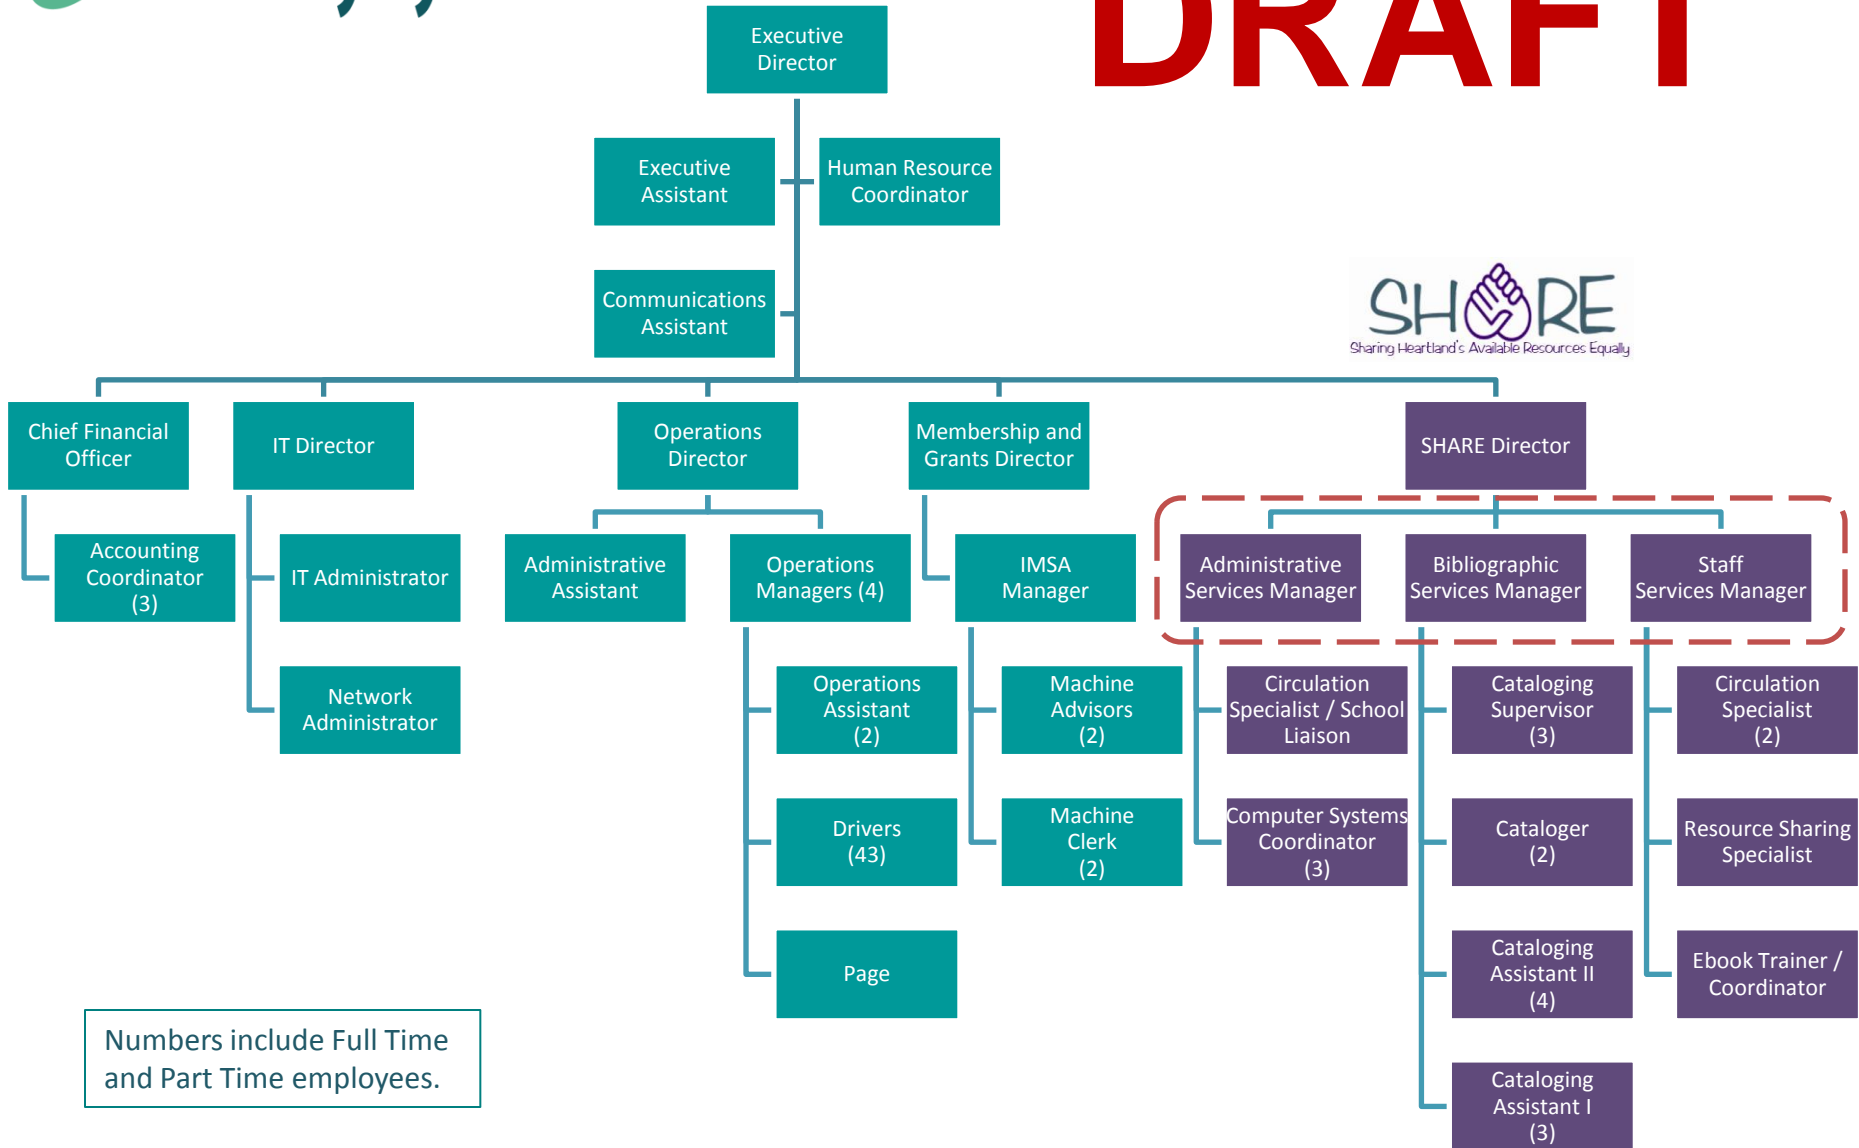 DRAFT
Executive
Director
Executive
Assistant
Human Resource
Coordinator
Communications
Assistant
SHARE
Sharing Heartland's Available Resources Equally
Chief Financial
Officer
IT Director
Operations
Director
Membership and
Grants Director
SHARE Director
Accounting
Coordinator
(3)
IT Administrator
Administrative
Assistant
Operations
Managers (4)
IMSA
Manager
Administrative
Services Manager
Bibliographic
Services Manager
Staff
Services Manager
Network
Administrator
Operations
Assistant
(2)
Machine
Advisors
(2)
Circulation
Specialist / School
Liaison
Cataloging
Supervisor
(3)
Circulation
Specialist
(2)
Drivers
(43)
Machine
Clerk
(2)
Computer Systems
Coordinator
(3)
Cataloger
(2)
Resource Sharing
Specialist
Page
Cataloging
Assistant II
(4)
Ebook Trainer /
Coordinator
Numbers include Full Time
and Part Time employees.
Cataloging
Assistant I
(3)